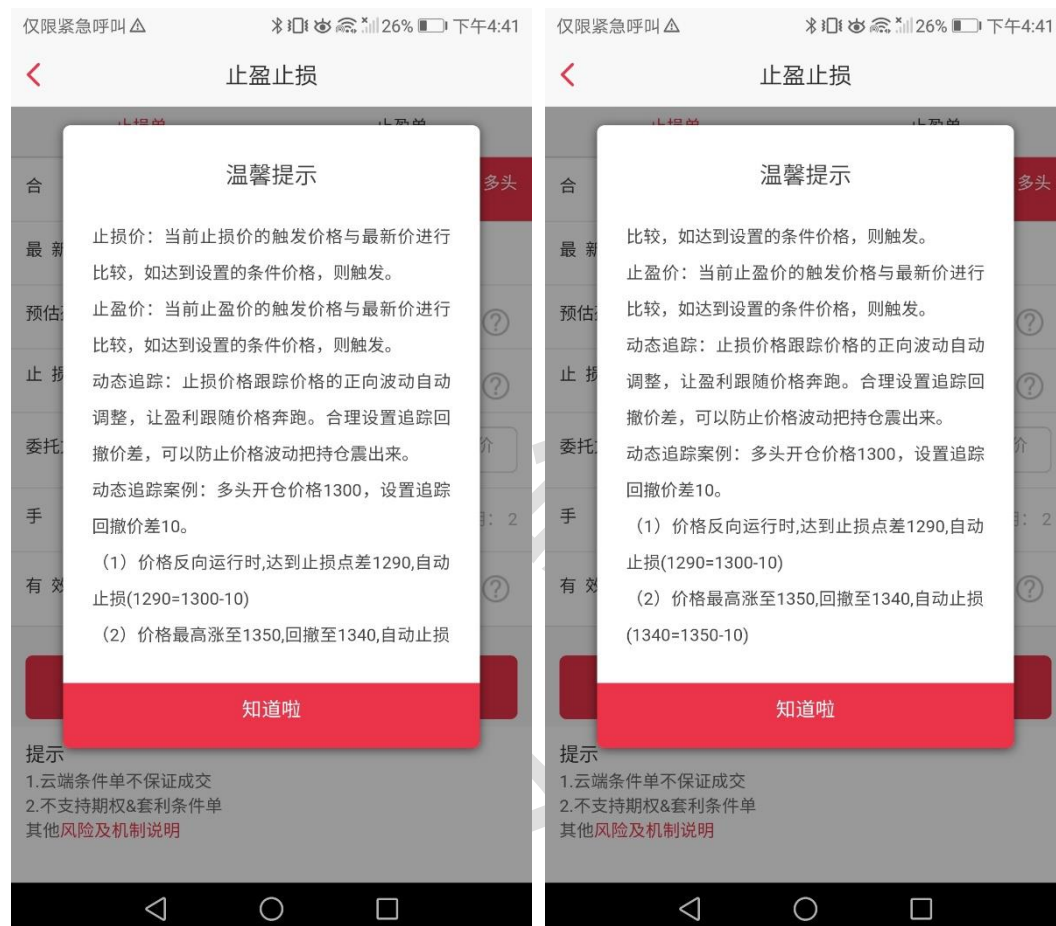 仅限紧急呼叫 26% 下午4:41
止盈止损
止损单 止盈单
温馨提示
合 多头
止损价：当前止损价的触发价格与最新价进行
最 新
比较，如达到设置的条件价格，则触发。
止盈价：当前止盈价的触发价格与最新价进行
预估
比较，如达到设置的条件价格，则触发。
动态追踪：止损价格跟踪价格的正向波动自动
止 损
调整，让盈利跟随价格奔跑。合理设置追踪回
委托 价
撤价差，可以防止价格波动把持仓震出来。
动态追踪案例：多头开仓价格1300，设置追踪
手 2
回撤价差10。
（1）价格反向运行时,达到止损点差1290,自动
有 效
止损(1290=1300-10)
（2）价格最高涨至1350,回撤至1340,自动止损
知道啦
提示
1.云端条件单不保证成交
2.不支持期权&套利条件单
其他风险及机制说明
仅限紧急呼叫 26% 下午4:41
止盈止损
止损单 止盈单
温馨提示
合 多头
比较，如达到设置的条件价格，则触发。
最 新
止盈价：当前止盈价的触发价格与最新价进行
比较，如达到设置的条件价格，则触发。
预估
动态追踪：止损价格跟踪价格的正向波动自动
止 损
调整，让盈利跟随价格奔跑。合理设置追踪回
撤价差，可以防止价格波动把持仓震出来。
委托 价
动态追踪案例：多头开仓价格1300，设置追踪
回撤价差10。
手 2
（1）价格反向运行时,达到止损点差1290,自动
止损(1290=1300-10)
有 效
（2）价格最高涨至1350,回撤至1340,自动止损
(1340=1350-10)
知道啦
提示
1.云端条件单不保证成交
2.不支持期权&套利条件单
其他风险及机制说明